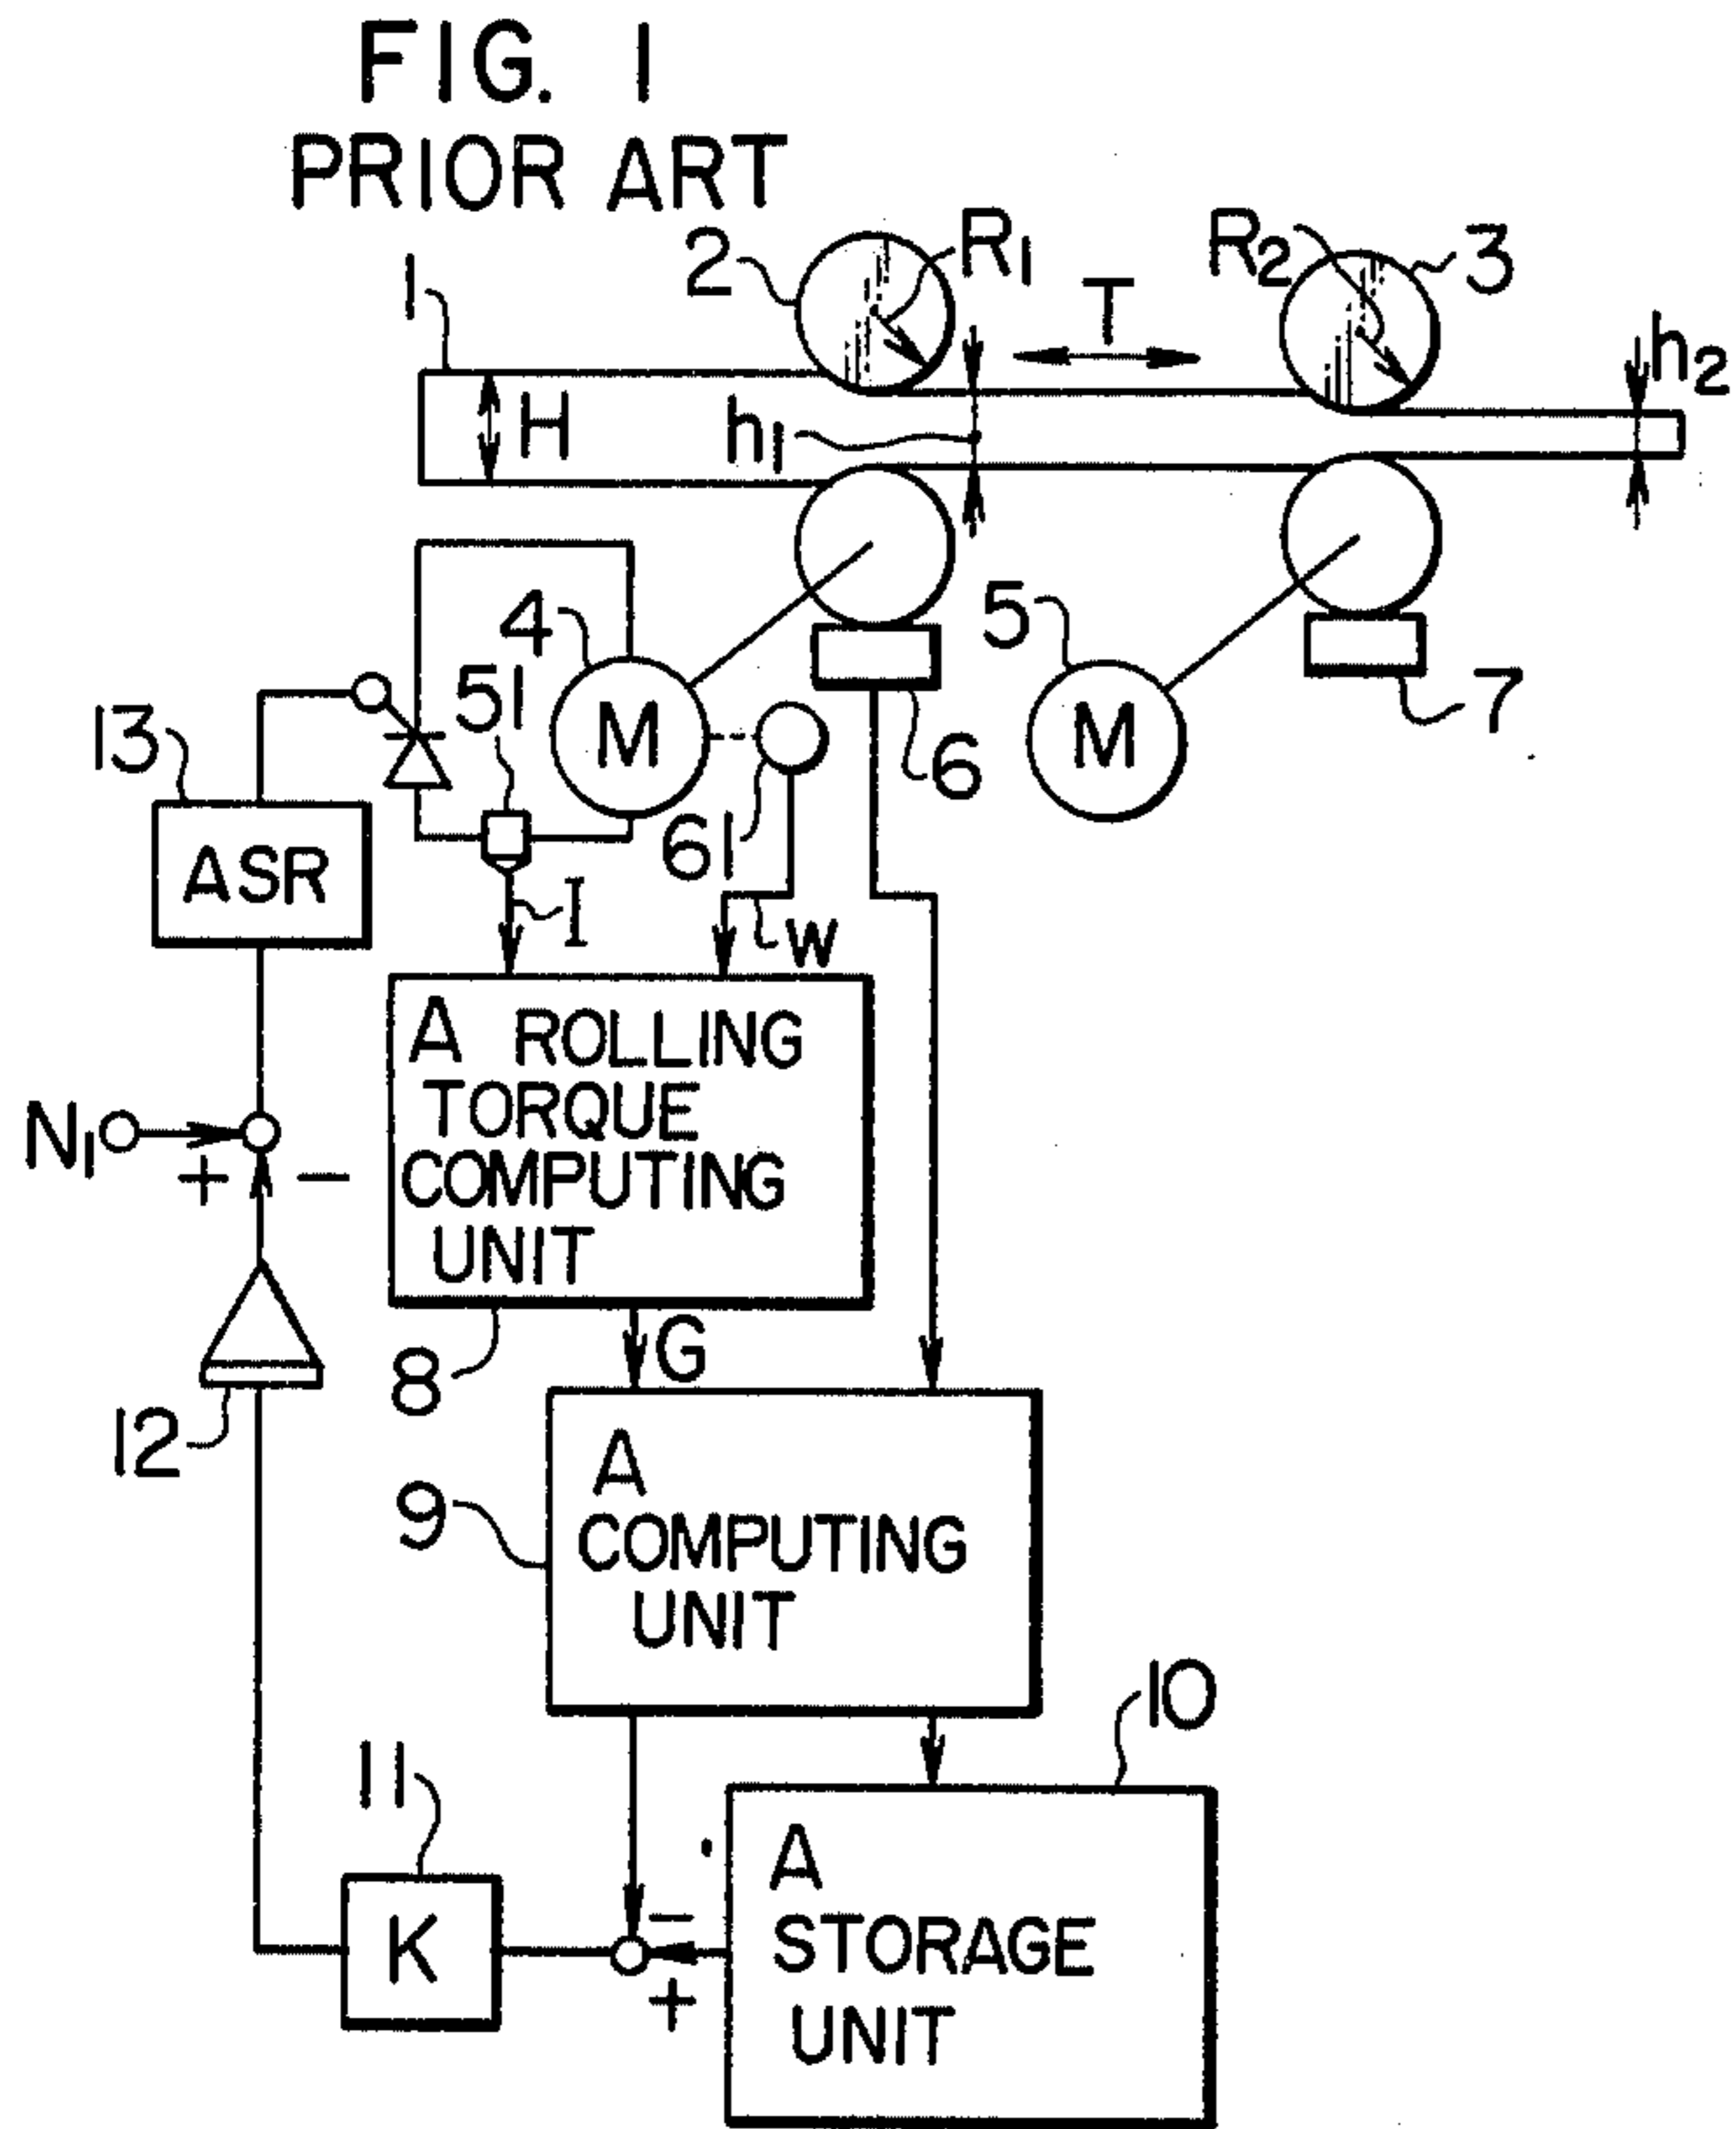 FIG. 1
PRIOR ART
1
2
R1
T
R2
3
H
h1
h2
4
51
M
5
M
13
61
6
7
ASR
I
w
A ROLLING
TORQUE
COMPUTING
UNIT
N1
+ -
8
G
12
9
A
COMPUTING
UNIT
10
11
K
-
+
A
STORAGE
UNIT